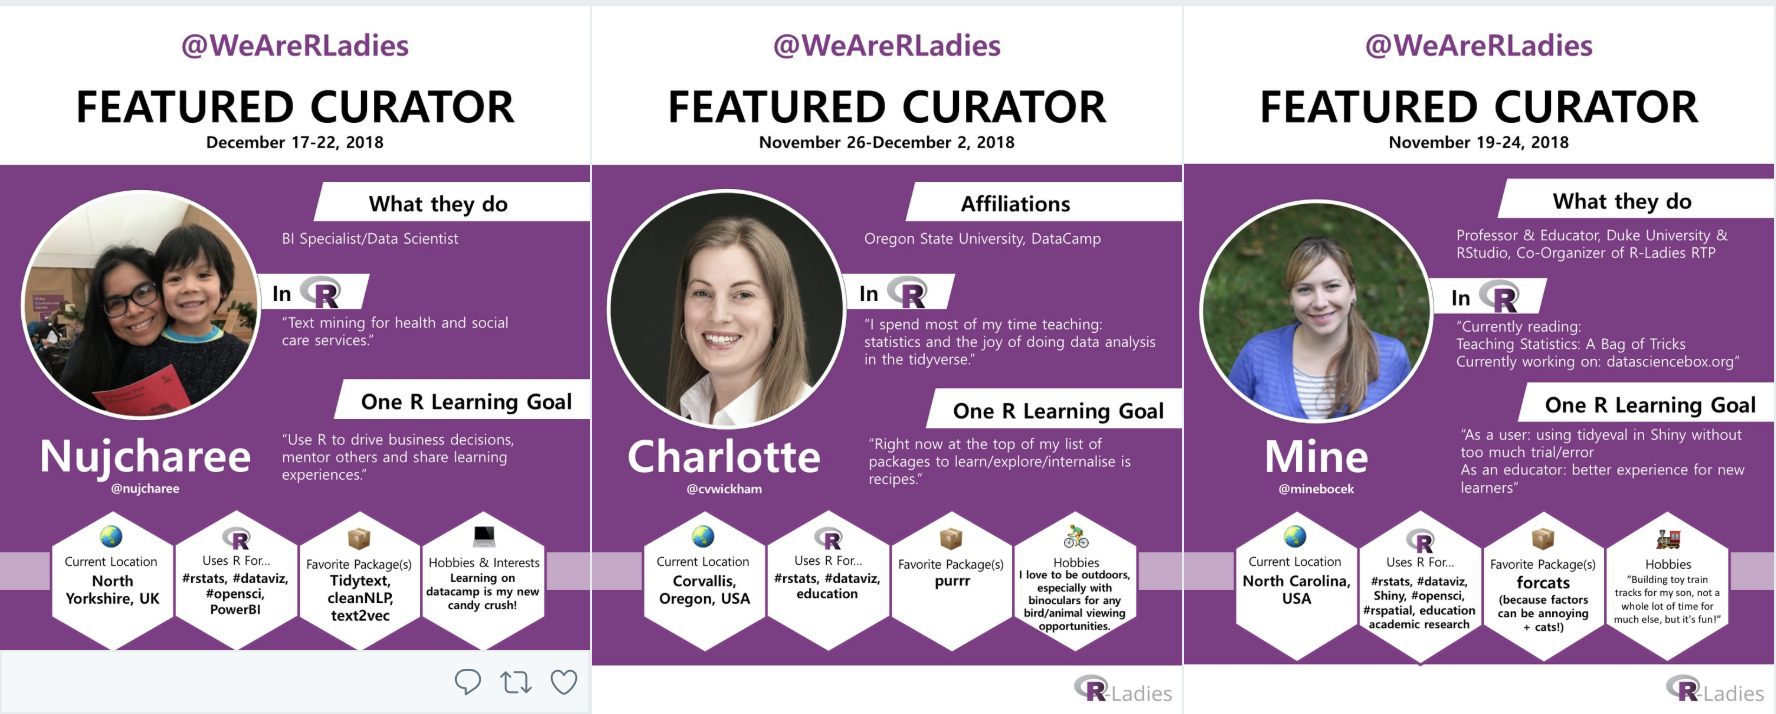 @WeAreRLadies
FEATURED CURATOR
December 17-22, 2018
What they do
BI Specialist/Data Scientist
In R
“Text mining for health and social
care services.”
One R Learning Goal
“Use R to drive business decisions,
mentor others and share learning
experiences.”
Nujcharee
@nujcharee
Current Location
North
Yorkshire, UK
R
Uses R For...
#rstats, #dataviz,
#opensci,
PowerBI
Favorite Package(s)
Tidytext,
cleanNLP,
text2vec
Hobbies & Interests
Learning on
datacamp is my new
candy crush!
@WeAreRLadies
FEATURED CURATOR
November 26-December 2, 2018
Affiliations
Oregon State University, DataCamp
In R
“I spend most of my time teaching:
statistics and the joy of doing data analysis
in the tidyverse.”
One R Learning Goal
“Right now at the top of my list of
packages to learn/explore/internalise is
recipes.”
Charlotte
@cvwickham
Current Location
Corvallis,
Oregon, USA
R
Uses R For...
#rstats, #dataviz,
education
Favorite Package(s)
purrr
Hobbies
I love to be outdoors,
especially with
binoculars for any
bird/animal viewing
opportunities.
R-Ladies
@WeAreRLadies
FEATURED CURATOR
November 19-24, 2018
What they do
Professor & Educator, Duke University &
RStudio, Co-Organizer of R-Ladies RTP
In R
“Currently reading:
Teaching Statistics: A Bag of Tricks
Currently working on: datasciencebox.org”
One R Learning Goal
“As a user: using tidyeval in Shiny without
too much trial/error
As an educator: better experience for new
learners”
Mine
@minebocek
Current Location
North Carolina,
USA
R
Uses R For...
#rstats, #dataviz,
Shiny, #opensci,
#rspatial, education
academic research
Favorite Package(s)
forcats
(because factors
can be annoying
+ cats!)
Hobbies
“Building toy train
tracks for my son, not a
whole lot of time for
much else, but it's fun!”
R-Ladies